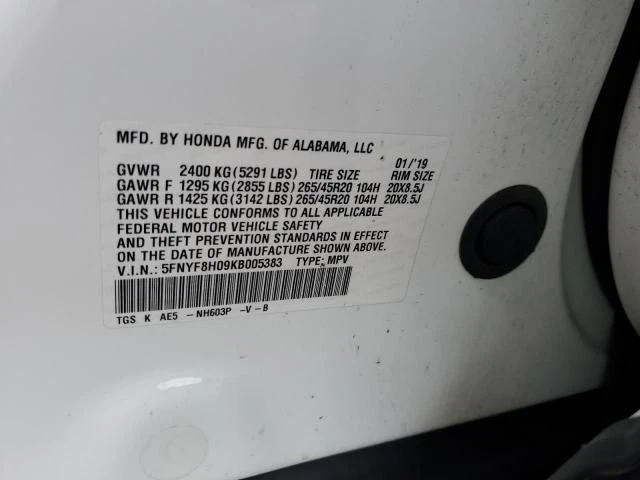 MFD. BY HONDA MFG. OF ALABAMA, LLC 01/'19
GVWR 2400 KG(5291 LBS) TIRE SIZE RIM SIZE
GAWR F 1295 KG(2855 LBS)265/45R20 104H 20X8.5J
GAWR R 1425 KG(3142 LBS)265/45R20 104H 20X8.5J
THIS VEHICLE CONFORMS TO ALL APPLICABLE
FEDERAL MOTOR VEHICLE SAFETY
AND THEFT PREVENTION STANDARDS IN EFFECT
ON THE DATE OF MANUFACTURE SHOWN ABOVE.
V.I.N.: 5FNYF8H09KB005383 TYPE: MPV
TGS K AE5 -NH603P -V-B